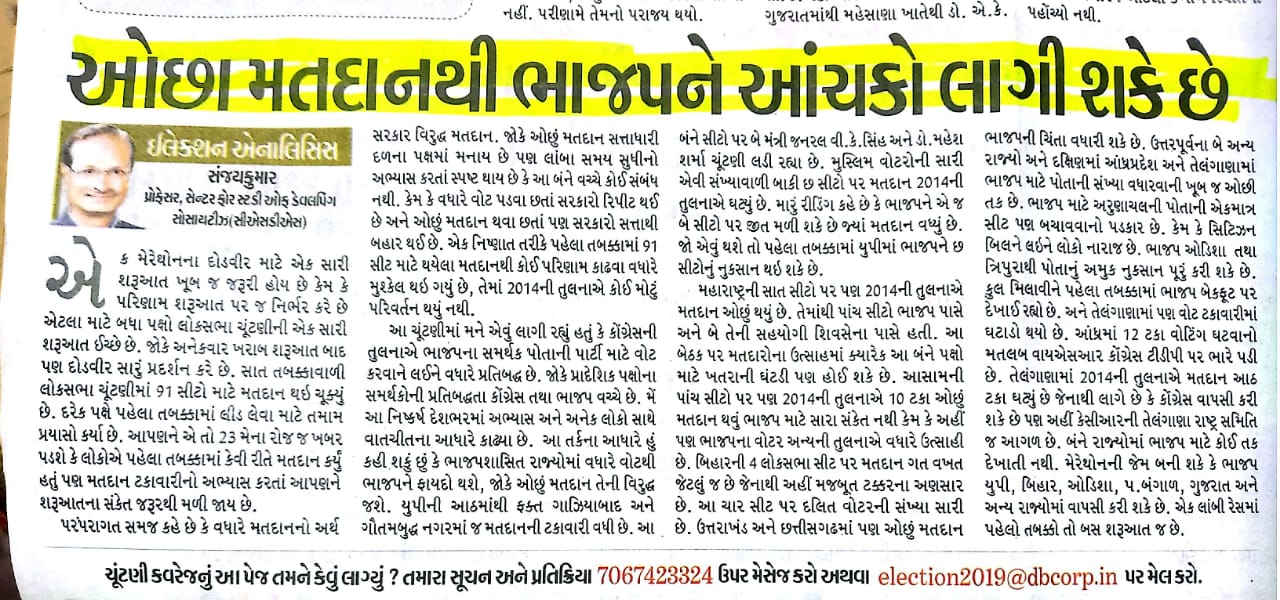 નહીં. પરીણામે તેમનો પરાજય થયો.
ગુજરાતમાંથી મહેસાણા ખાતેથી ડો. એ.કે.
પહોંચ્યો નથી.
ઓછા મતદાનથી ભાજપને આંચકો લાગી શકે છે
ઈલેક્શન એનાલિસિસ
સંજયકુમાર
પ્રોફેસર, સેન્ટર ફોર સ્ટડી ઓફ ડેવલપિંગ
સોસાયટીઝ(સીએસડીએસ)
એક મેરેથોનના દોડવીર માટે એક સારી
શરૂઆત ખૂબ જ જરૂરી હોય છે કેમ કે
પરિણામ શરૂઆત પર જ નિર્ભર કરે છે
એટલા માટે બધા પક્ષો લોકસભા ચૂંટણીની એક સારી
શરૂઆત ઈચ્છે છે. જોકે અનેકવાર ખરાબ શરૂઆત બાદ
પણ દોડવીર સારું પ્રદર્શન કરે છે. સાત તબક્કાવાળી
લોકસભા ચૂંટણીમાં 91 સીટો માટે મતદાન થઇ ચૂક્યું
છે. દરેક પક્ષે પહેલા તબક્કામાં લીડ લેવા માટે તમામ
પ્રયાસો કર્યા છે. આપણને એ તો 23 મેના રોજ જ ખબર
પડશે કે લોકોએ પહેલા તબક્કામાં કેવી રીતે મતદાન કર્યું
હતું પણ મતદાન ટકાવારીનો અભ્યાસ કરતાં આપણને
શરૂઆતના સંકેત જરૂરથી મળી જાય છે.
પરંપરાગત સમજ કહે છે કે વધારે મતદાનનો અર્થ
સરકાર વિરુદ્ધ મતદાન. જોકે ઓછું મતદાન સત્તાધારી
દળના પક્ષમાં મનાય છે પણ લાંબા સમય સુધીનો
અભ્યાસ કરતાં સ્પષ્ટ થાય છે કે આ બંને વચ્ચે કોઈ સંબંધ
નથી. કેમ કે વધારે વોટ પડવા છતાં સરકારો રિપીટ થઈ
છે અને ઓછું મતદાન થવા છતાં પણ સરકારો સત્તાથી
બહાર થઈ છે. એક નિષ્ણાત તરીકે પહેલા તબક્કામાં 91
સીટ માટે થયેલા મતદાનથી કોઈ પરિણામ કાઢવા વધારે
મુશ્કેલ થઇ ગયું છે, તેમાં 2014ની તુલનાએ કોઈ મોટું
પરિવર્તન થયું નથી.
આ ચૂંટણીમાં મને એવું લાગી રહ્યું હતું કે કોંગ્રેસની
તુલનાએ ભાજપના સમર્થક પોતાની પાર્ટી માટે વોટ
કરવાને લઈને વધારે પ્રતિબદ્ધ છે. જોકે પ્રાદેશિક પક્ષોના
સમર્થકોની પ્રતિબદ્ધતા કોંગ્રેસ તથા ભાજપ વચ્ચે છે. મેં
આ નિષ્કર્ષ દેશભરમાં અભ્યાસ અને અનેક લોકો સાથે
વાતચીતના આધારે કાઢ્યા છે. આ તર્કના આધારે હું
કહી શકું છું કે ભાજપશાસિત રાજ્યોમાં વધારે વોટથી
ભાજપને ફાયદો થશે, જોકે ઓછું મતદાન તેની વિરુદ્ધ
જશે. યુપીની આઠમાંથી ફક્ત ગાઝિયાબાદ અને
ગૌતમબુદ્ધ નગરમાં જ મતદાનની ટકાવારી વધી છે. આ
બંને સીટો પર બે મંત્રી જનરલ વી.કે.સિંહ અને ડો.મહેશ
શર્મા ચૂંટણી લડી રહ્યા છે. મુસ્લિમ વોટરોની સારી
એવી સંખ્યાવાળી બાકી છ સીટો પર મતદાન 2014ની
તુલનાએ ઘટ્યું છે. મારું રીડિંગ કહે છે કે ભાજપને એ જ
બે સીટો પર જીત મળી શકે છે જ્યાં મતદાન વધ્યું છે.
જો એવું થશે તો પહેલા તબક્કામાં યુપીમાં ભાજપને છ
સીટોનું નુકસાન થઇ શકે છે.
મહારાષ્ટ્રની સાત સીટો પર પણ 2014ની તુલનાએ
મતદાન ઓછું થયું છે. તેમાંથી પાંચ સીટો ભાજપ પાસે
અને બે તેની સહયોગી શિવસેના પાસે હતી. આ
બેઠક પર મતદારોના ઉત્સાહમાં ક્યારેક આ બંને પક્ષો
માટે ખતરાની ઘંટડી પણ હોઈ શકે છે. આસામની
પાંચ સીટો પર પણ 2014ની તુલનાએ 10 ટકા ઓછું
મતદાન થવું ભાજપ માટે સારા સંકેત નથી કેમ કે અહીં
પણ ભાજપના વોટર અન્યની તુલનાએ વધારે ઉત્સાહી
છે. બિહારની 4 લોકસભા સીટ પર મતદાન ગત વખત
જેટલું જ છે જેનાથી અહીં મજબૂત ટક્કરના અણસાર
છે. આ ચાર સીટ પર દલિત વોટરની સંખ્યા સારી
છે. ઉત્તરાખંડ અને છત્તીસગઢમાં પણ ઓછું મતદાન
ભાજપની ચિંતા વધારી શકે છે. ઉત્તરપૂર્વના બે અન્ય
રાજ્યો અને દક્ષિણમાં આંધ્રપ્રદેશ અને તેલંગાણામાં
ભાજપ માટે પોતાની સંખ્યા વધારવાની ખૂબ જ ઓછી
તક છે. ભાજપ માટે અરુણાચલની પોતાની એકમાત્ર
સીટ પણ બચાવવાનો પડકાર છે. કેમ કે સિટિઝન
બિલને લઇને લોકો નારાજ છે. ભાજપ ઓડિશા તથા
ત્રિપુરાથી પોતાનું અમુક નુકસાન પૂરું કરી શકે છે.
કુલ મિલાવીને પહેલા તબક્કામાં ભાજપ બેકફૂટ પર
દેખાઈ રહી છે. અને તેલંગાણામાં પણ વોટ ટકાવારીમાં
ઘટાડો થયો છે. આંધ્રમાં 12 ટકા વોટિંગ ઘટવાનો
મતલબ વાયએસઆર કોંગ્રેસ ટીડીપી પર ભારે પડી
છે. તેલંગાણામાં 2014ની તુલનાએ મતદાન આઠ
ટકા ઘટ્યું છે જેનાથી લાગે છે કે કોંગ્રેસ વાપસી કરી
શકે છે પણ અહીં કેસીઆરની તેલંગાણા રાષ્ટ્ર સમિતિ
જ આગળ છે. બંને રાજ્યોમાં ભાજપ માટે કોઈ તક
દેખાતી નથી. મેરેથોનની જેમ બની શકે કે ભાજપ
યુપી, બિહાર, ઓડિશા, પ.બંગાળ, ગુજરાત અને
અન્ય રાજ્યોમાં વાપસી કરી શકે છે. એક લાંબી રેસમાં
પહેલો તબક્કો તો બસ શરૂઆત જ છે.
ચૂંટણી કવરેજનું આ પેજ તમને કેવું લાગ્યું ? તમારા સૂચન અને પ્રતિક્રિયા 7067423324 ઉપર મેસેજ કરો અથવા election2019@dbcorp.in પર મેલ કરો.